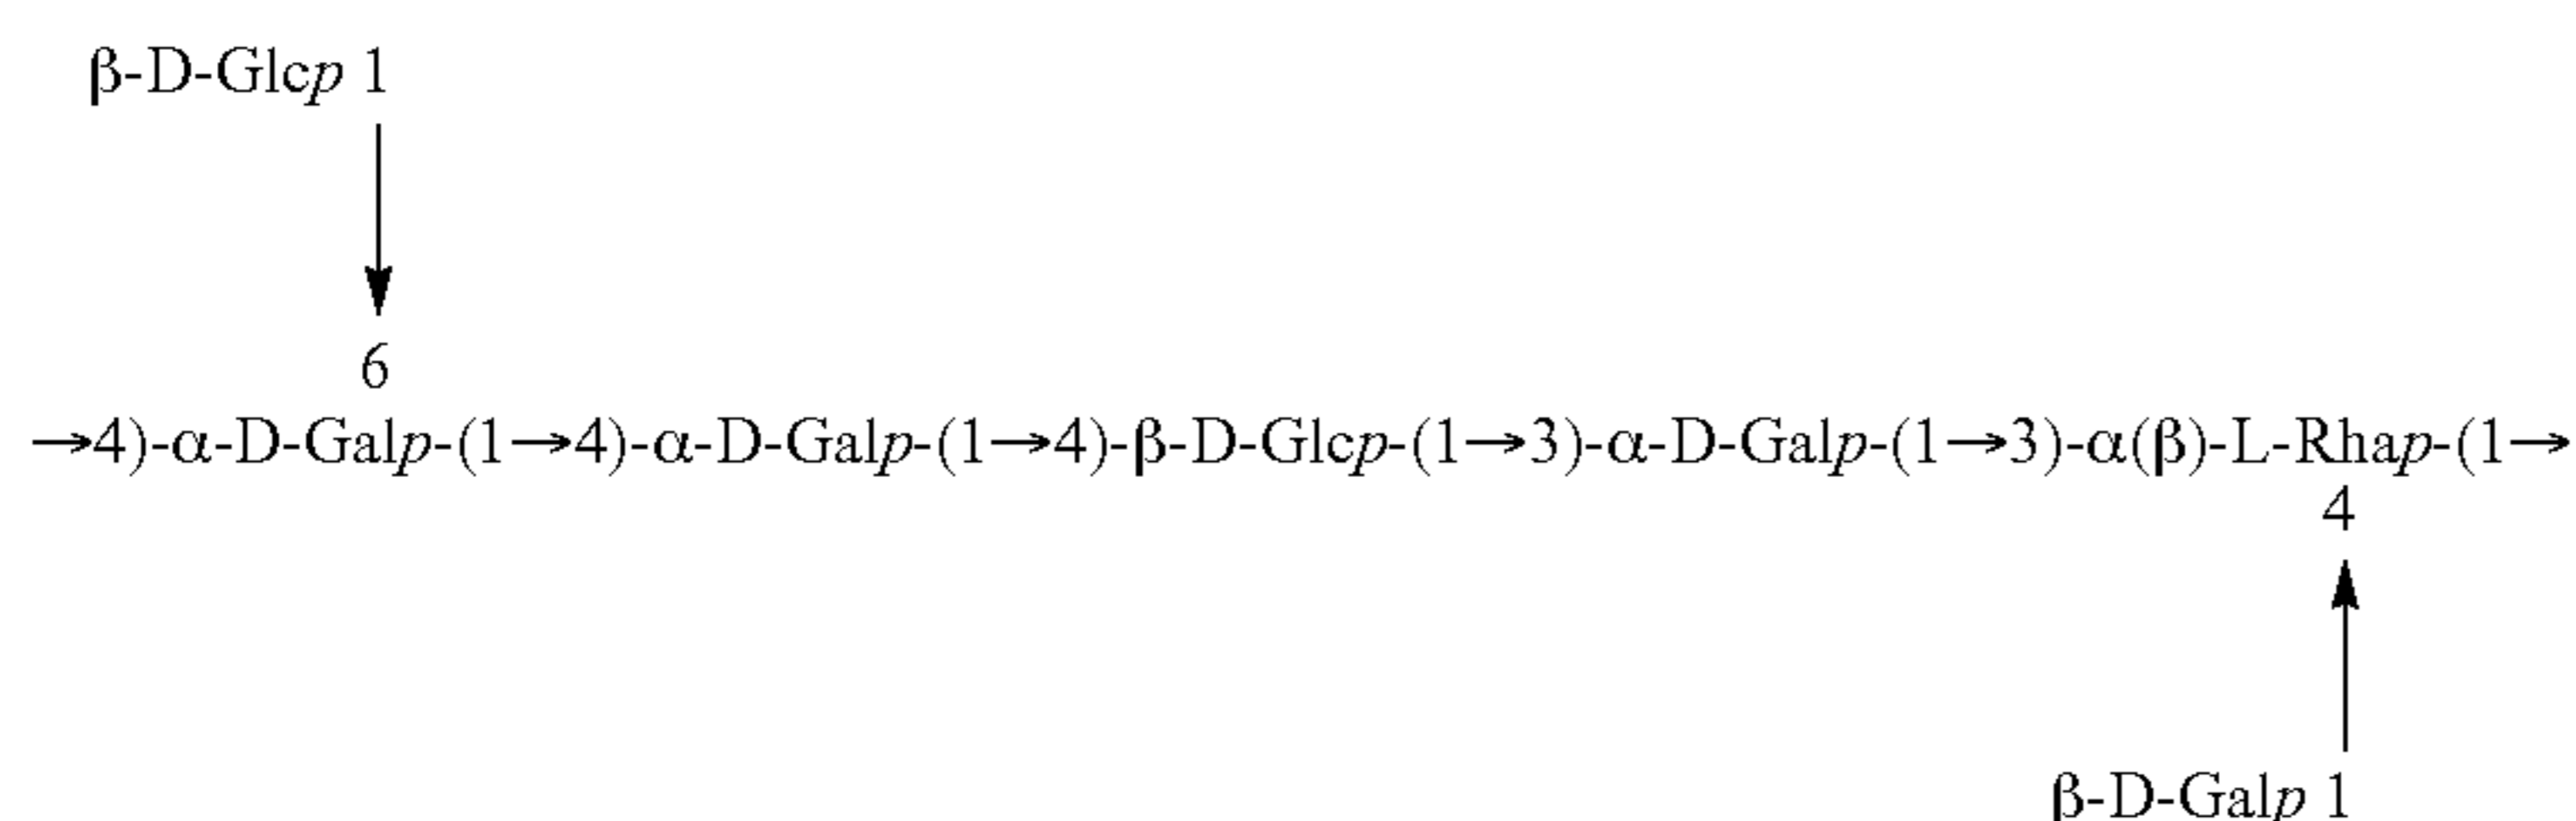 β-D-Glcp 1
6
→4)-α-D-Galp-(1→4)-α-D-Galp-(1→4)-β-D-Glcp-(1→3)-α-D-Galp-(1→3)-α(β)-L-Rhap-(1→
4
β-D-Galp 1